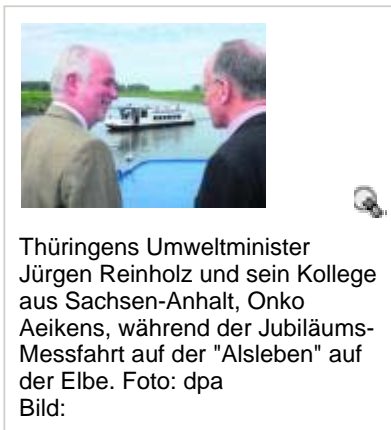 Thüringens Umweltminister
Jürgen Reinholz und sein Kollege
aus Sachsen-Anhalt, Onko
Aeikens, während der Jubiläums-
Messfahrt auf der "Alsleben" auf
der Elbe. Foto: dpa
Bild: